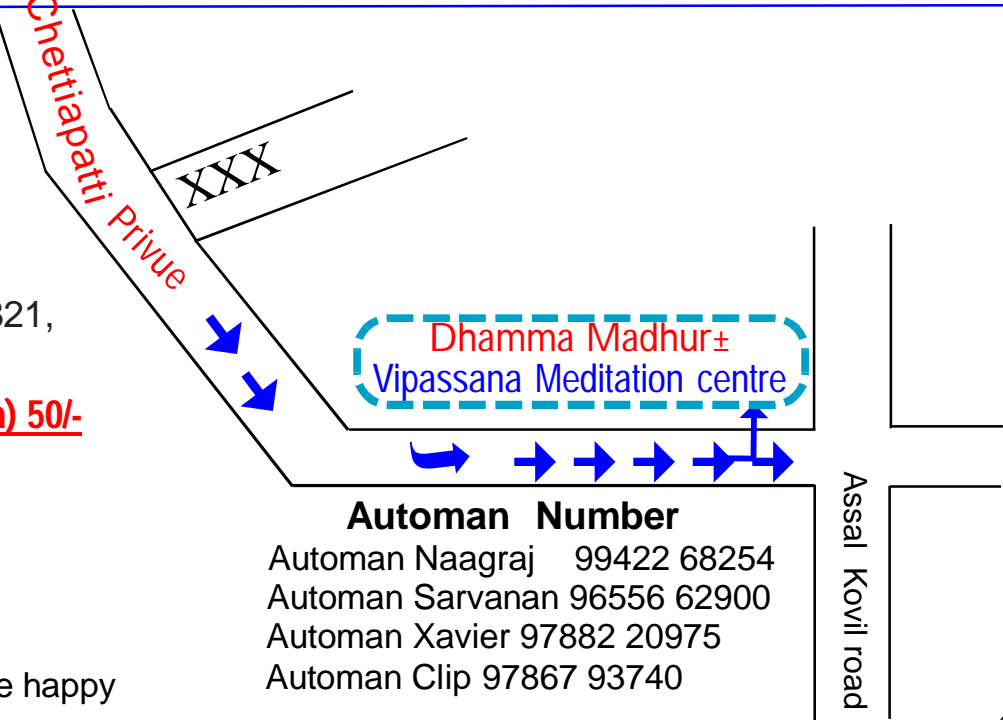 Chettiapatti Privue
XXX
321,
) 50/-
Dhamma Madhur±
Vipassana Meditation centre
Automan Number
Automan Naagraj 99422 68254
Automan Sarvanan 96556 62900
Automan Xavier 97882 20975
Automan Clip 97867 93740
e happy
Assal Kovil road